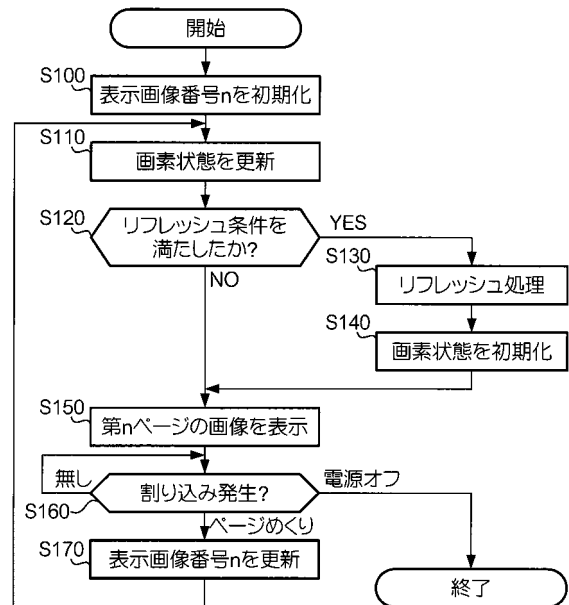 開始
S100
表示画像番号nを初期化
S110
画素状態を更新
S120
リフレッシュ条件を
満たしたか?
YES
NO
S130
リフレッシュ処理
S140
画素状態を初期化
S150
第nページの画像を表示
無し
割り込み発生?
電源オフ
S160
ページめくり
S170
表示画像番号nを更新
終了